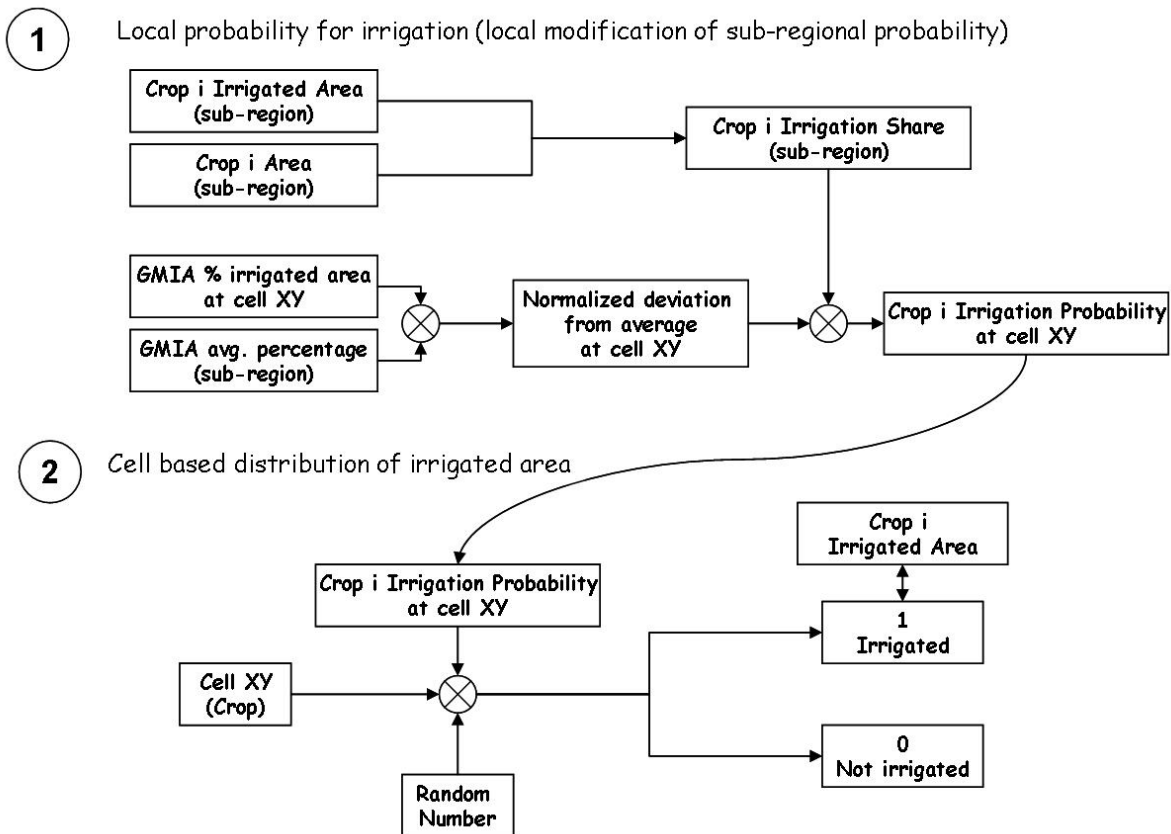 1
Local probability for irrigation (local modification of sub-regional probability)
Crop i Irrigated Area
(sub-region)
Crop i Area
(sub-region)
Crop i Irrigation Share
(sub-region)
GMIA % irrigated area
at cell XY
GMIA avg. percentage
(sub-region)
Normalized deviation
from average
at cell XY
Crop i Irrigation Probability
at cell XY
2
Cell based distribution of irrigated area
Crop i Irrigation Probability
at cell XY
Cell XY
(Crop)
Random
Number
Crop i
Irrigated Area
1
Irrigated
0
Not irrigated